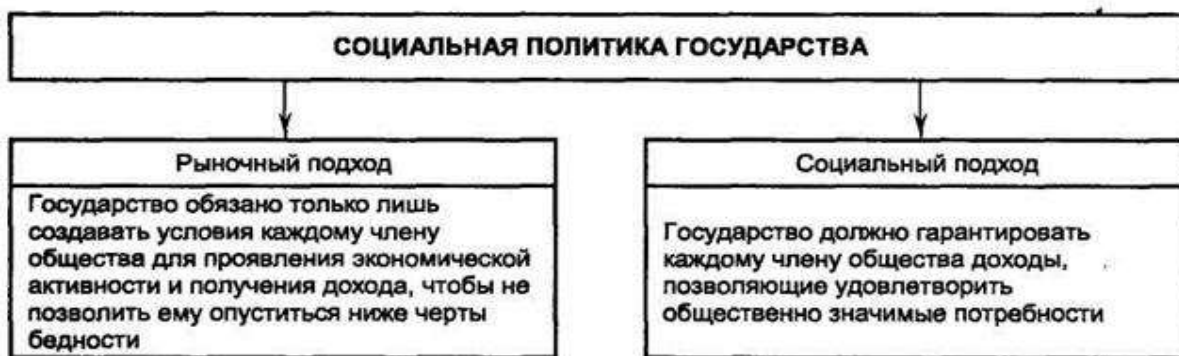 СОЦИАЛЬНАЯ ПОЛИТИКА ГОСУДАРСТВА
Рыночный подход
Государство обязано только лишь
создавать условия каждому члену
общества для проявления экономической
активности и получения дохода, чтобы не
позволить ему опуститься ниже черты
бедности
Социальный подход
Государство должно гарантировать
каждому члену общества доходы,
позволяющие удовлетворить
общественно значимые потребности